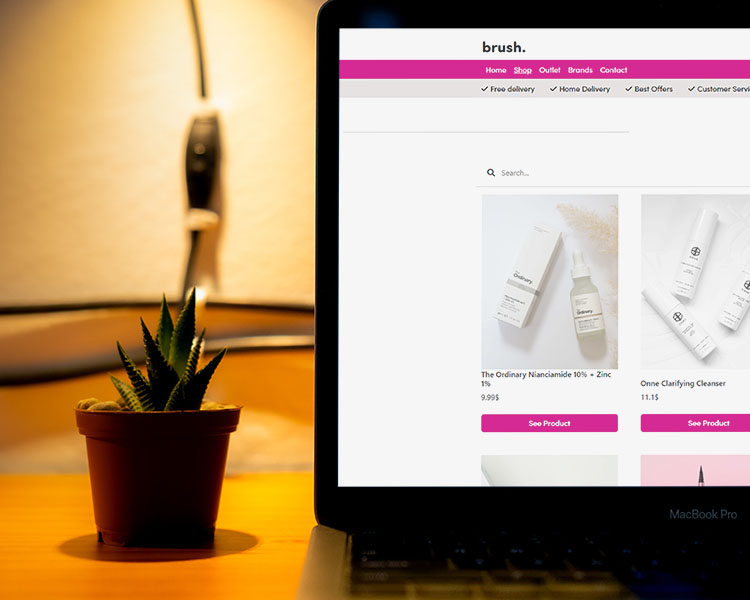 brush.
Home Shop Outlet Brands Contact
Free delivery Home Delivery Best Offers Customer Servi
Search...
The
Ordinary.
The
Ordinary.
The Ordinary Nianciamide 10% + Zinc
1%
9.99$
See Product
Onne Clarifying Cleanser
11.1$
See Product
MacBook Pro